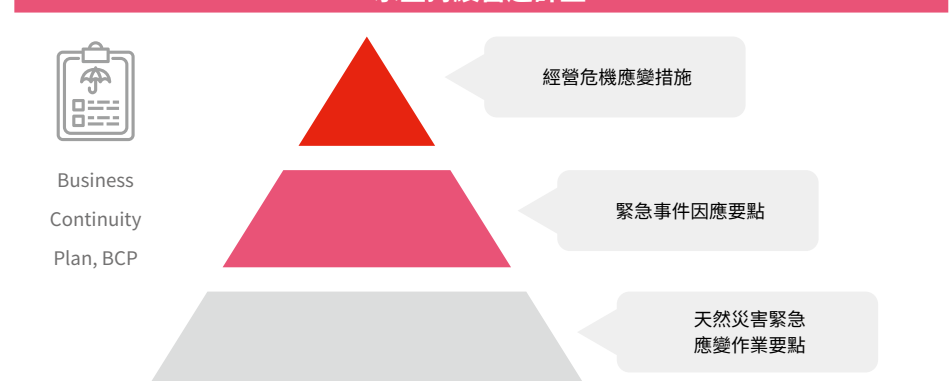 經營危機應變措施
Business
Continuity
Plan, BCP
緊急事件因應要點
天然災害緊急
應變作業要點